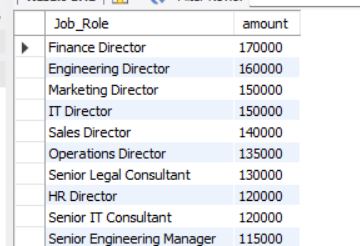 Job_Role amount
Finance Director 170000
Engineering Director 160000
Marketing Director 150000
IT Director 150000
Sales Director 140000
Operations Director 135000
Senior Legal Consultant 130000
HR Director 120000
Senior IT Consultant 120000
Senior Engineering Manager 115000